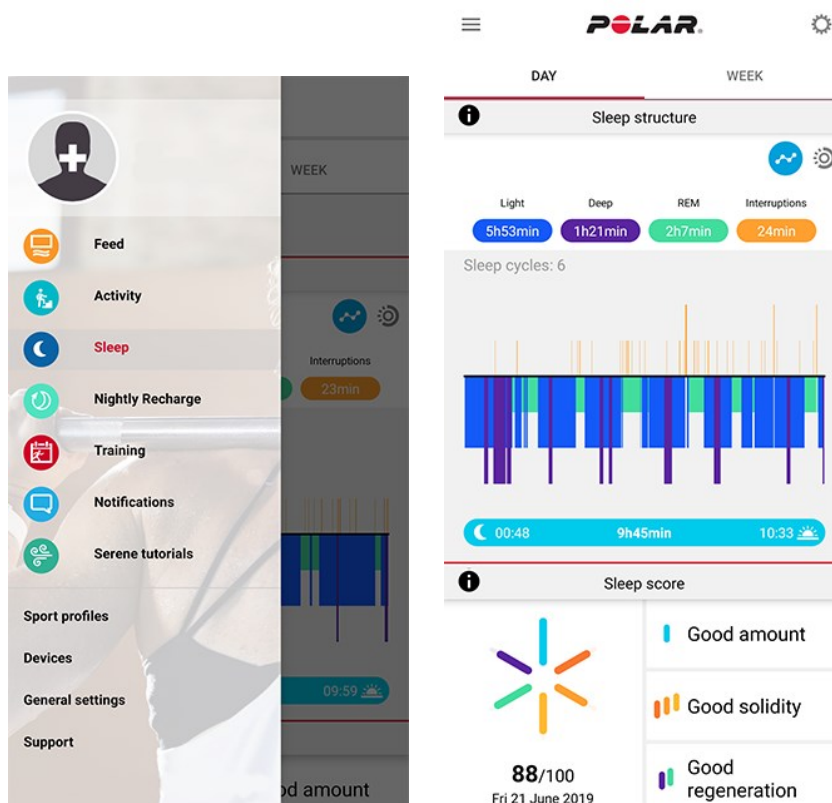 WEEK
Feed
Activity
Sleep
Interruptions
23min
Nightly Recharge
Training
Notifications
Serene tutorials
Sport profiles
Devices
General settings
09:59
Support
od amount
POLAR
DAY WEEK
Sleep structure
Light Deep REM Interruptions
5h53min 1h21min 2h7min 24min
Sleep cycles: 6
00:48 9h45min 10:33
Sleep score
Good amount
Good solidity
Good
regeneration
88/100
Fri 21 June 2019